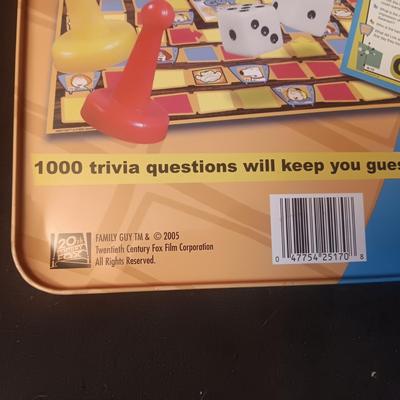 1000 trivia questions will keep you gues
20th
CENTURY
FOX
FAMILY GUY TM & © 2005
Twentieth Century Fox Film Corporation
All Rights Reserved.
0 47754 25170 8